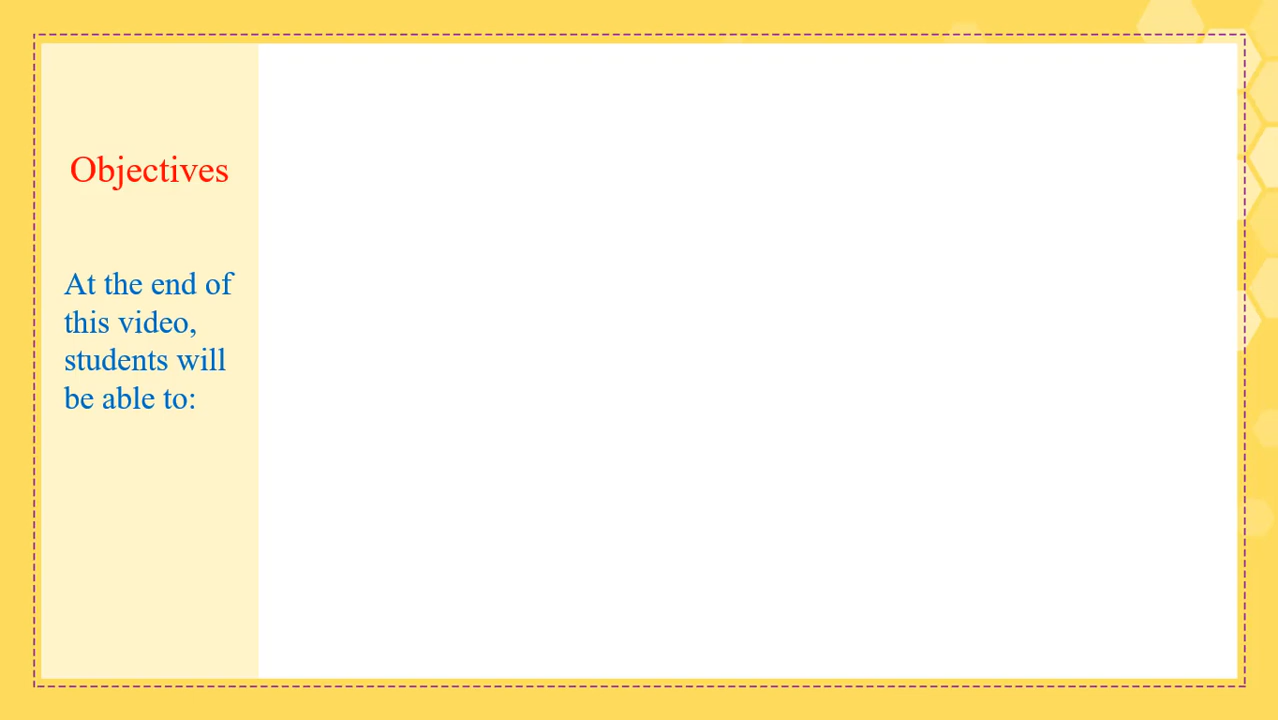 Objectives
At the end of
this video,
students will
be able to: